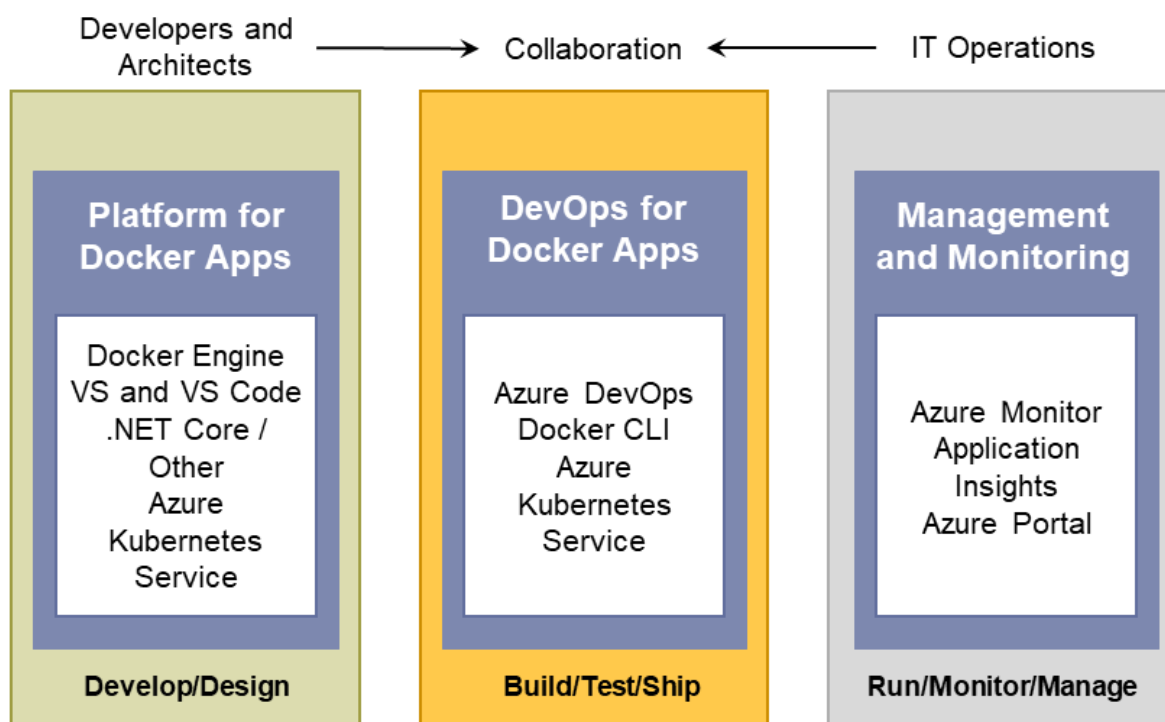 Developers and
Architects
Collaboration
IT Operations
Platform for
Docker Apps
Docker Engine
VS and VS Code
.NET Core /
Other
Azure
Kubernetes
Service
Develop/Design
DevOps for
Docker Apps
Azure DevOps
Docker CLI
Azure
Kubernetes
Service
Build/Test/Ship
Management
and Monitoring
Azure Monitor
Application
Insights
Azure Portal
Run/Monitor/Manage